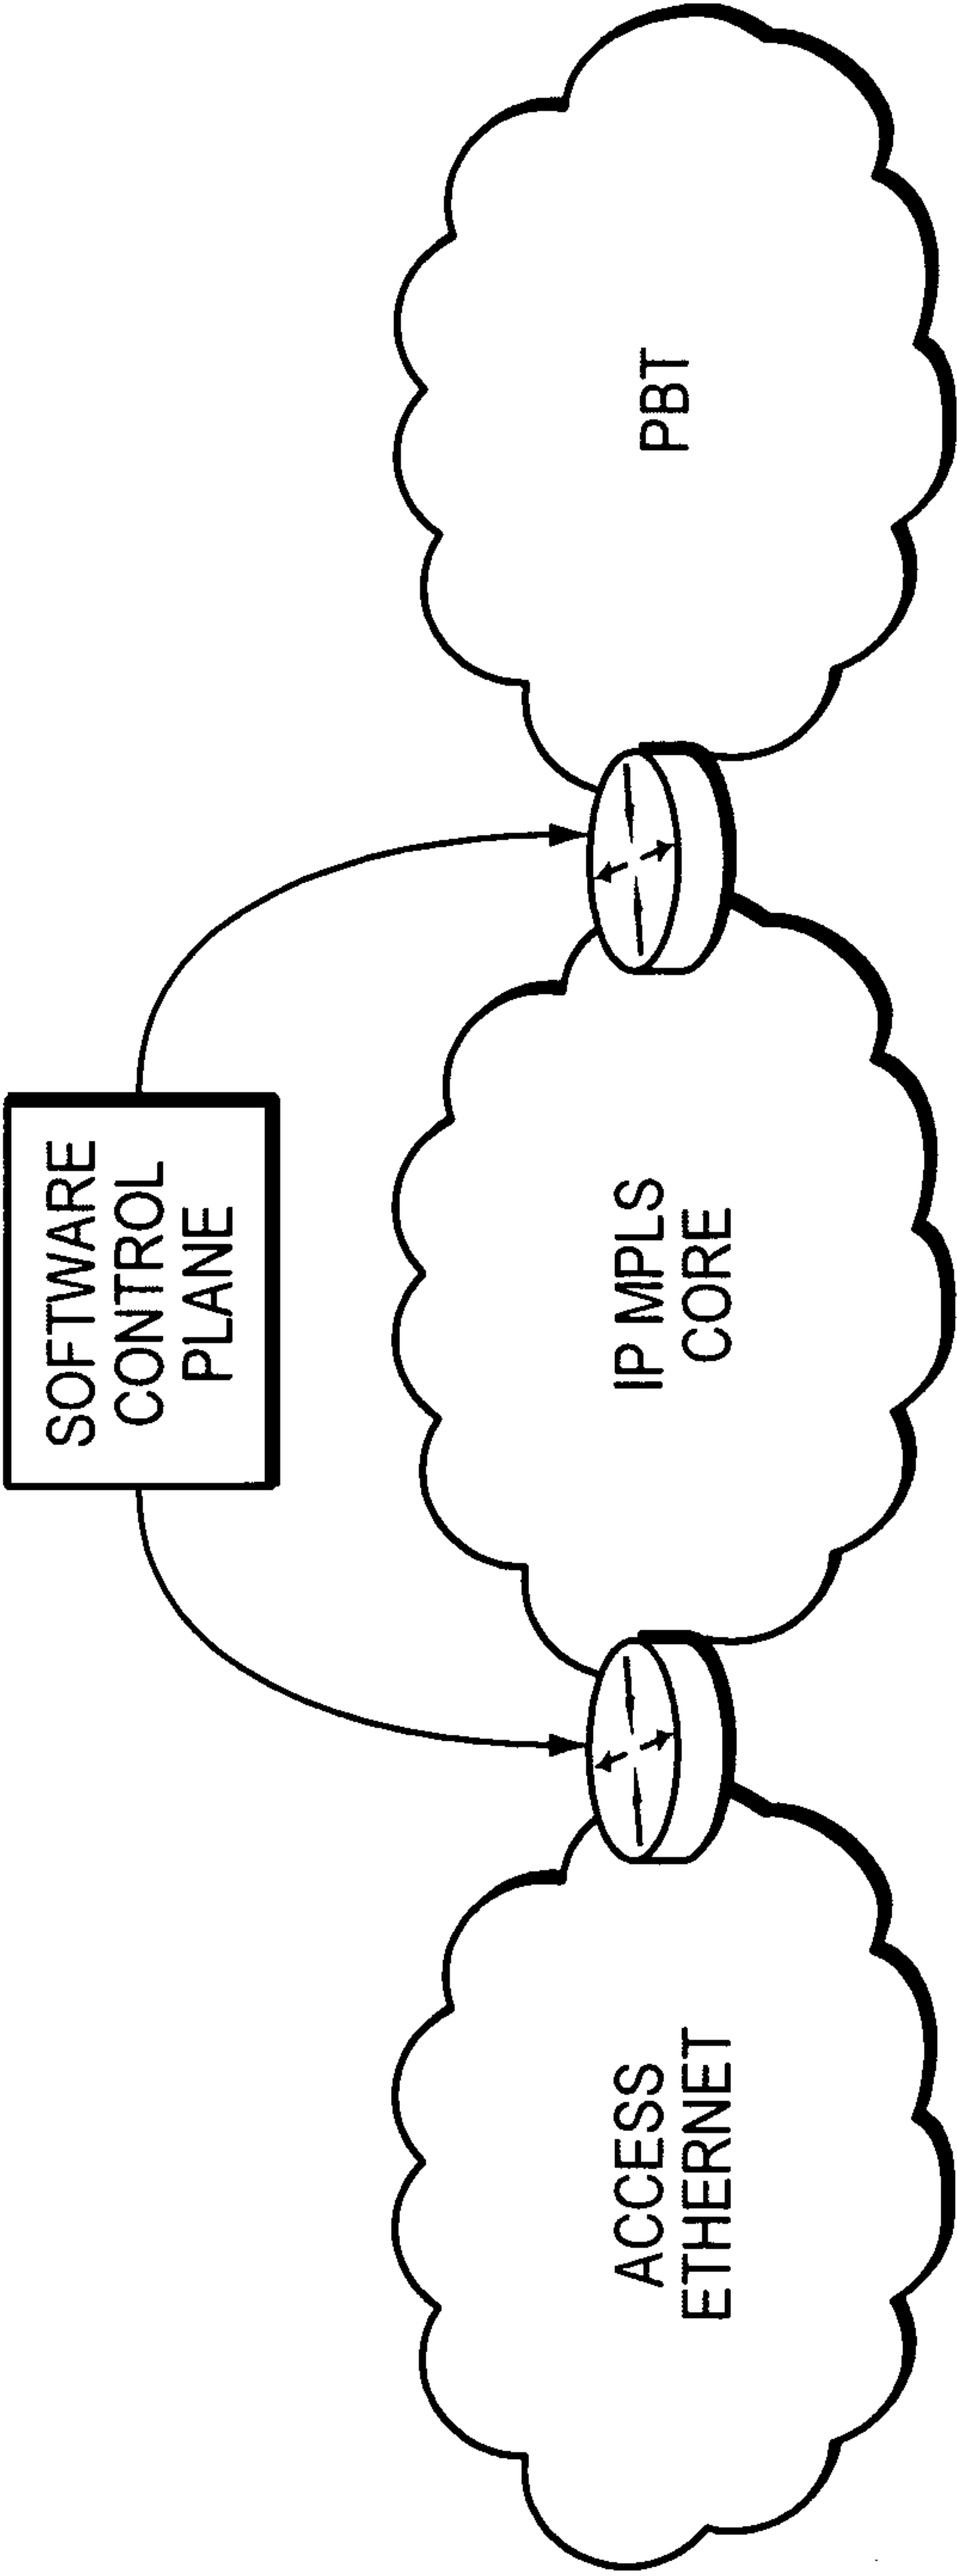 SOFTWARE
CONTROL
PLANE
ACCESS
ETHERNET
IP MPLS
CORE
PBT